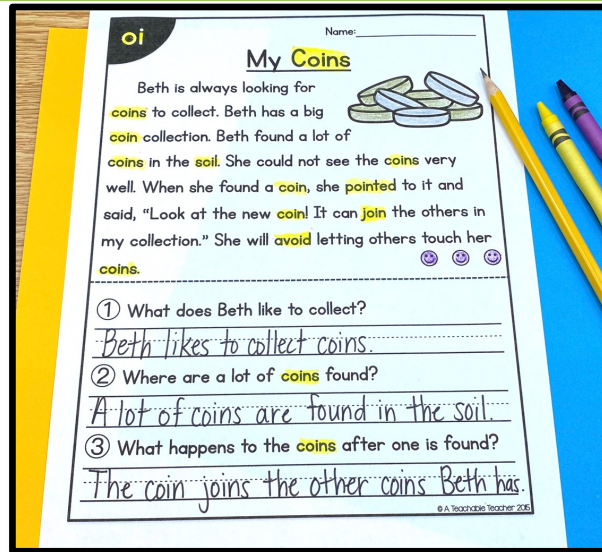 oi
Name:
My Coins
Beth is always looking for
coins to collect. Beth has a big
coin collection. Beth found a lot of
coins in the soil. She could not see the coins very
well. When she found a coin, she pointed to it and
said, “Look at the new coin! It can join the others in
my collection.” She will avoid letting others touch her
coins.
1 What does Beth like to collect?
Beth likes to collect coins.
2 Where are a lot of coins found?
A lot of coins are found in the soil.
3 What happens to the coins after one is found?
The coin joins the other coins Beth has.
© A Teachable Teacher 2015